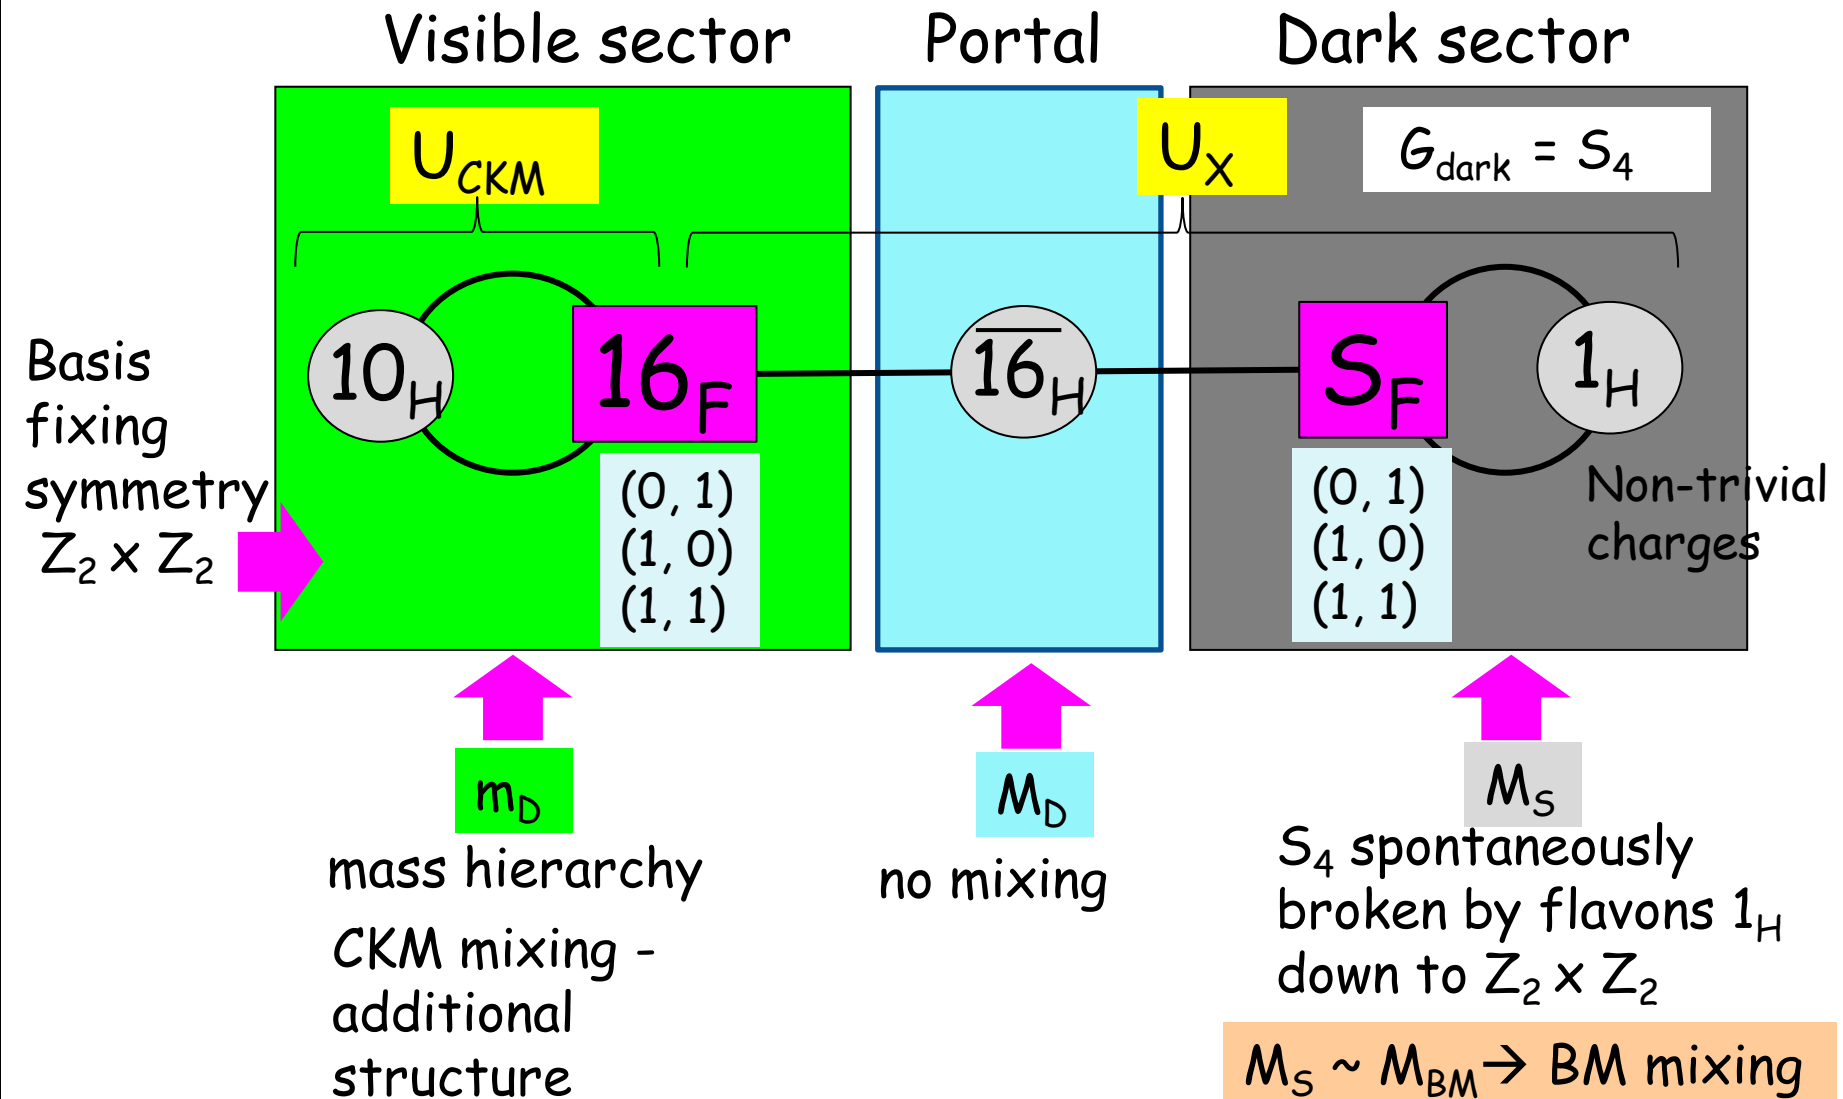 Visible sector
Portal
Dark sector
U_CKM
U_X
G_dark = S_4
10_H
16_F
\overline{16}_H
S_F
1_H
Basis
fixing
symmetry
Z_2 x Z_2
(0, 1)
(1, 0)
(1, 1)
(0, 1)
(1, 0)
(1, 1)
Non-trivial
charges
m_D
mass hierarchy
CKM mixing -
additional
structure
M_D
no mixing
M_S
S_4 spontaneously
broken by flavons 1_H
down to Z_2 x Z_2
M_S ~ M_BM → BM mixing